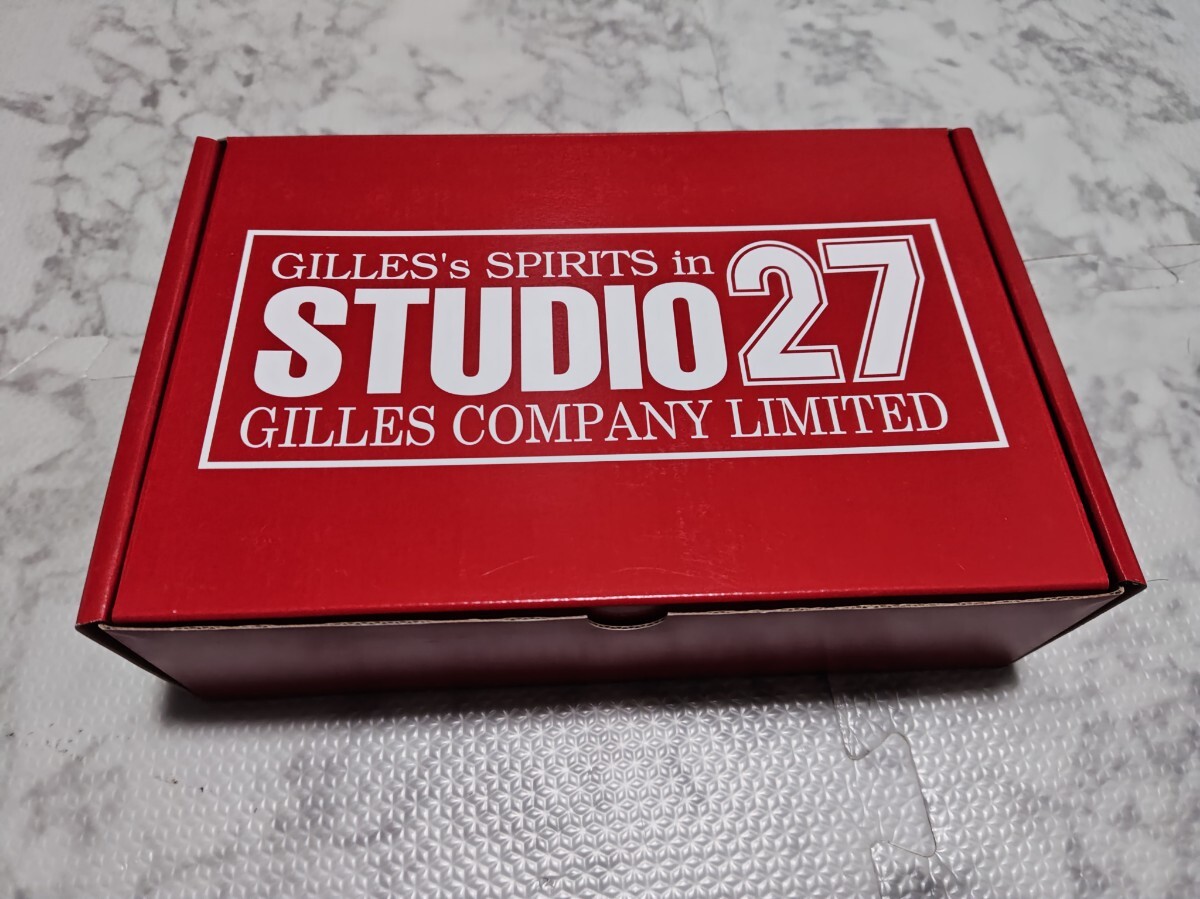 GILLES's SPIRITS in
STUDIO27
GILLES COMPANY LIMITED